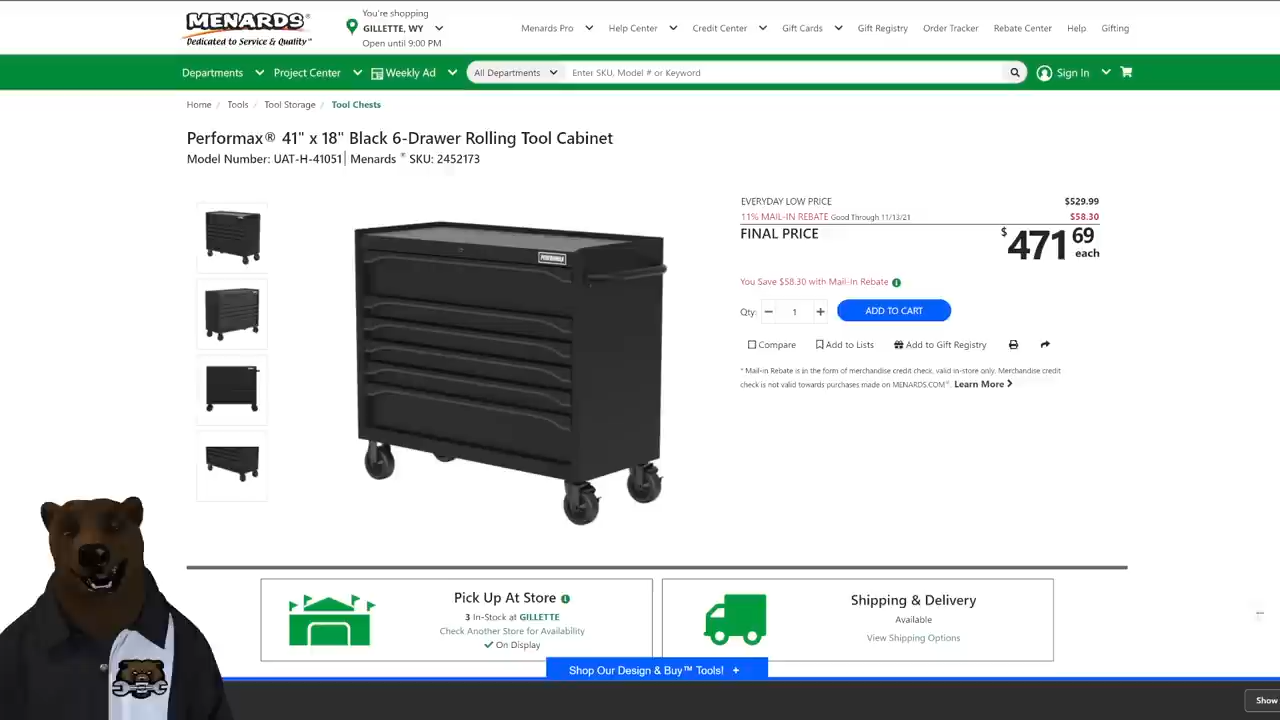 MENARDS®
Dedicated to Service & Quality™
You're shopping
GILLETTE, WY
Open until 9:00 PM
Menards Pro
Help Center
Credit Center
Gift Cards
Gift Registry
Order Tracker
Rebate Center
Help
Gifting
Departments
Project Center
Weekly Ad
All Departments
Enter SKU, Model # or Keyword
Sign In
Home / Tools / Tool Storage / Tool Chests
Performax® 41" x 18" Black 6-Drawer Rolling Tool Cabinet
Model Number: UAT-H-41051 | Menards ® SKU: 2452173
PERFORMAX
EVERYDAY LOW PRICE $529.99
11% MAIL-IN REBATE Good Through 11/13/21 $58.30
FINAL PRICE $471 69 each
You Save $58.30 with Mail-In Rebate
Qty: − 1 + ADD TO CART
Compare
Add to Lists
Add to Gift Registry
* Mail-in Rebate is in the form of merchandise credit check, valid in-store only. Merchandise credit
check is not valid towards purchases made on MENARDS.COM®. Learn More
Pick Up At Store
3 In-Stock at GILLETTE
Check Another Store for Availability
On Display
Shipping & Delivery
Available
View Shipping Options
Shop Our Design & Buy™ Tools! +
Show